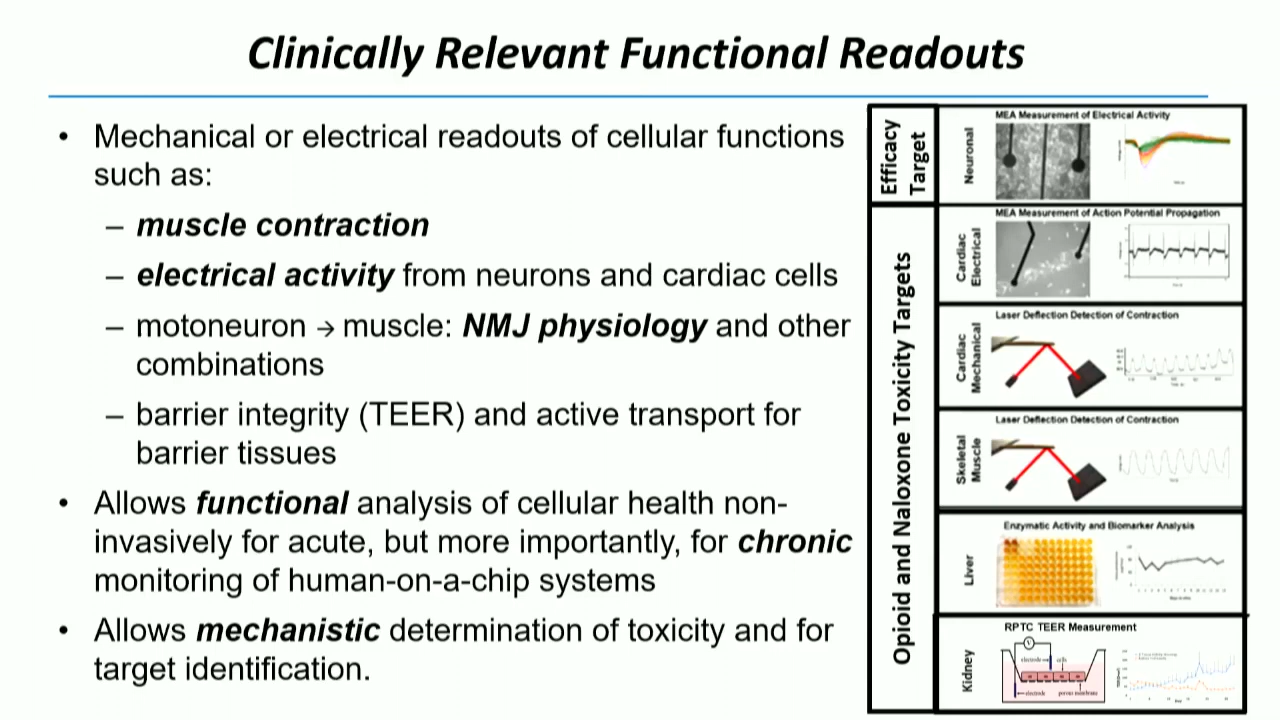 Clinically Relevant Functional Readouts
• Mechanical or electrical readouts of cellular functions
such as:
– muscle contraction
– electrical activity from neurons and cardiac cells
– motoneuron → muscle: NMJ physiology and other
combinations
– barrier integrity (TEER) and active transport for
barrier tissues
• Allows functional analysis of cellular health non-
invasively for acute, but more importantly, for chronic
monitoring of human-on-a-chip systems
• Allows mechanistic determination of toxicity and for
target identification.
Efficacy
Target
Opioid and Naloxone Toxicity Targets
Neuronal
MEA Measurement of Electrical Activity
Cardiac
Electrical
MEA Measurement of Action Potential Propagation
Cardiac
Mechanical
Laser Deflection Detection of Contraction
Skeletal
Muscle
Laser Deflection Detection of Contraction
Liver
Enzymatic Activity and Biomarker Analysis
Kidney
RPTC TEER Measurement
V
electrode
cells
electrode
porous membrane